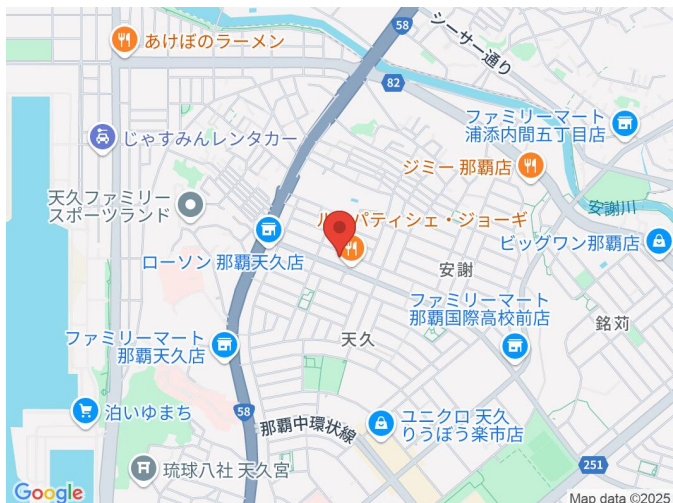 58
シーサー通り
あけぼのラーメン
82
ファミリーマート
浦添内間五丁目店
じゃすみんレンタカー
ジミー 那覇店
天久ファミリー
スポーツランド
安謝川
パティシェ・ジョーギ
ビッグワン那覇店
ローソン 那覇天久店
安謝
ファミリーマート
那覇国際高校前店
銘苅
天久
ファミリーマート
那覇天久店
泊いゆまち
58
那覇中環状線
ユニクロ 天久
りうぼう楽市店
琉球八社 天久宮
251
Google
Map data ©2025